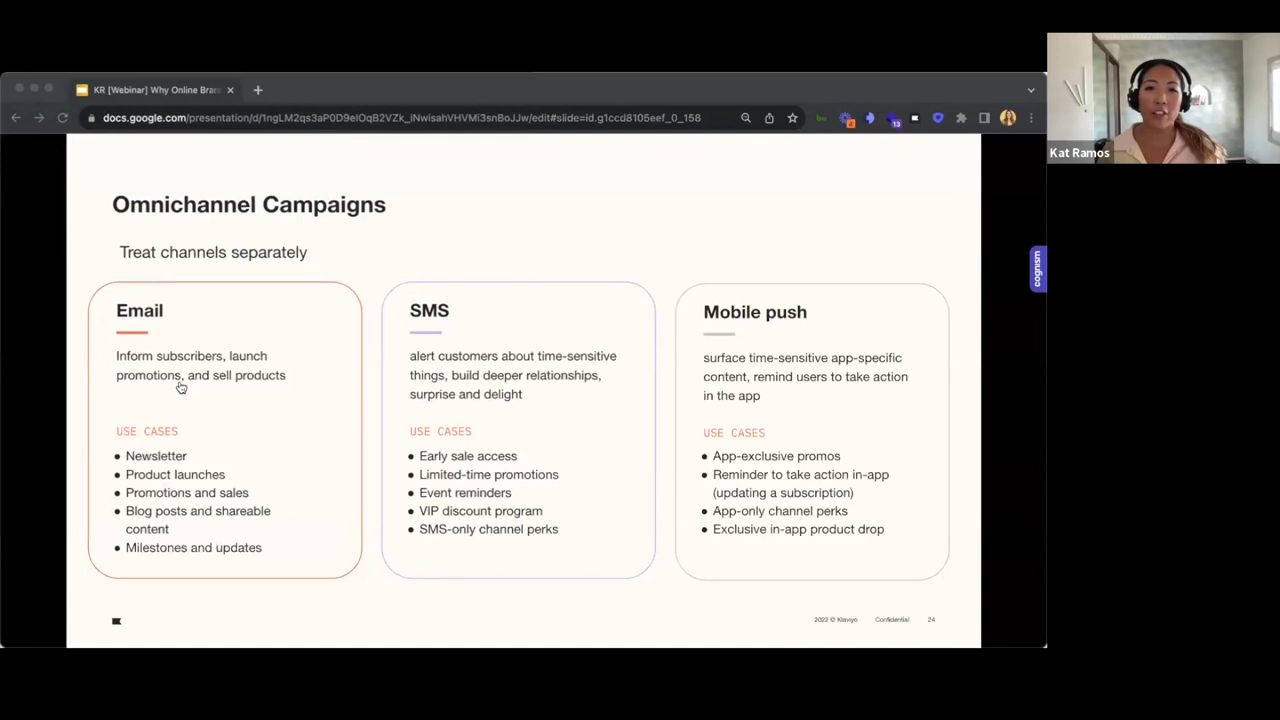 KR [Webinar] Why Online Bran
docs.google.com/presentation/d/1ngLM2qs3aP0D9elOqB2VZk_iNwisahVHVMi3snBoJJw/edit#slide=id.g1ccd8105eef_0_158
4
13
Kat Ramos
cognism
Omnichannel Campaigns
Treat channels separately
Email
Inform subscribers, launch
promotions, and sell products
USE CASES
● Newsletter
● Product launches
● Promotions and sales
● Blog posts and shareable
content
● Milestones and updates
SMS
alert customers about time-sensitive
things, build deeper relationships,
surprise and delight
USE CASES
● Early sale access
● Limited-time promotions
● Event reminders
● VIP discount program
● SMS-only channel perks
Mobile push
surface time-sensitive app-specific
content, remind users to take action
in the app
USE CASES
● App-exclusive promos
● Reminder to take action in-app
(updating a subscription)
● App-only channel perks
● Exclusive in-app product drop
2022 © Klaviyo
Confidential
24